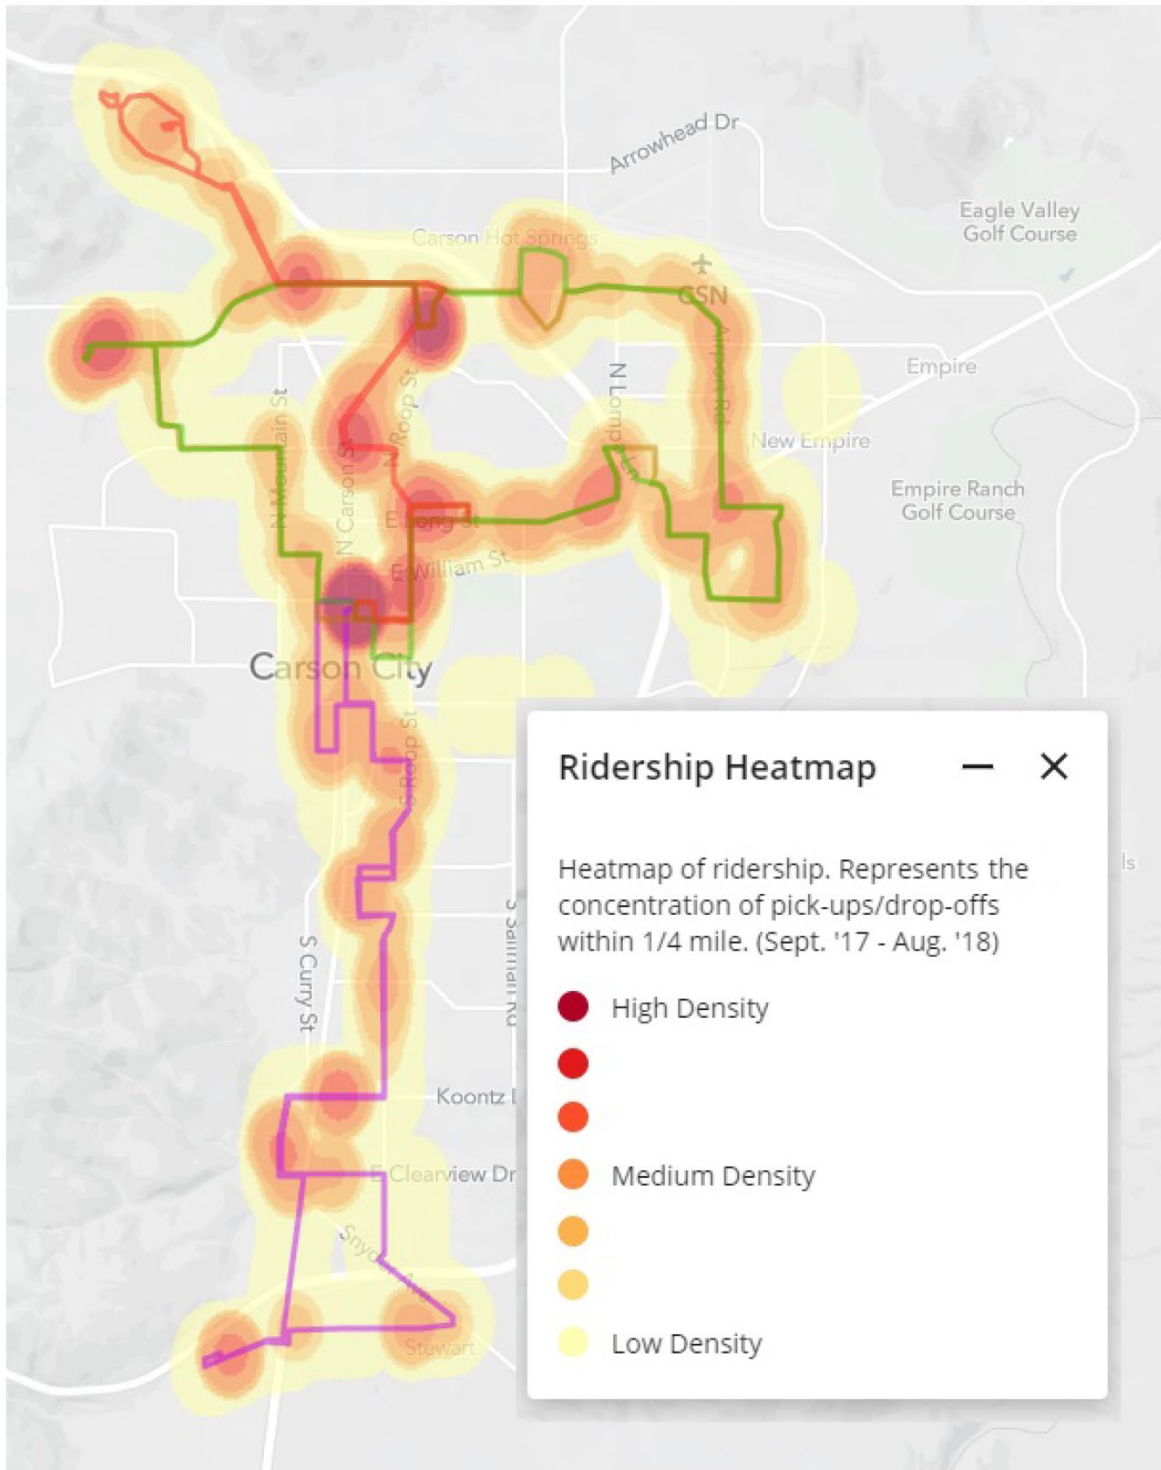 Arrowhead Dr
Eagle Valley
Golf Course
Carson Hot Springs
CSN
Airport Rd
Empire
N Lompa Ln
N Roop St
N Mountain St
N Carson St
New Empire
Empire Ranch
Golf Course
E Long St
E William St
Carson City
S Roop St
Ridership Heatmap
Heatmap of ridership. Represents the
concentration of pick-ups/drop-offs
within 1/4 mile. (Sept. '17 - Aug. '18)
ls
S Curry St
High Density
Koontz L
E Clearview Dr
Medium Density
Snyder Ave
Stewart
Low Density